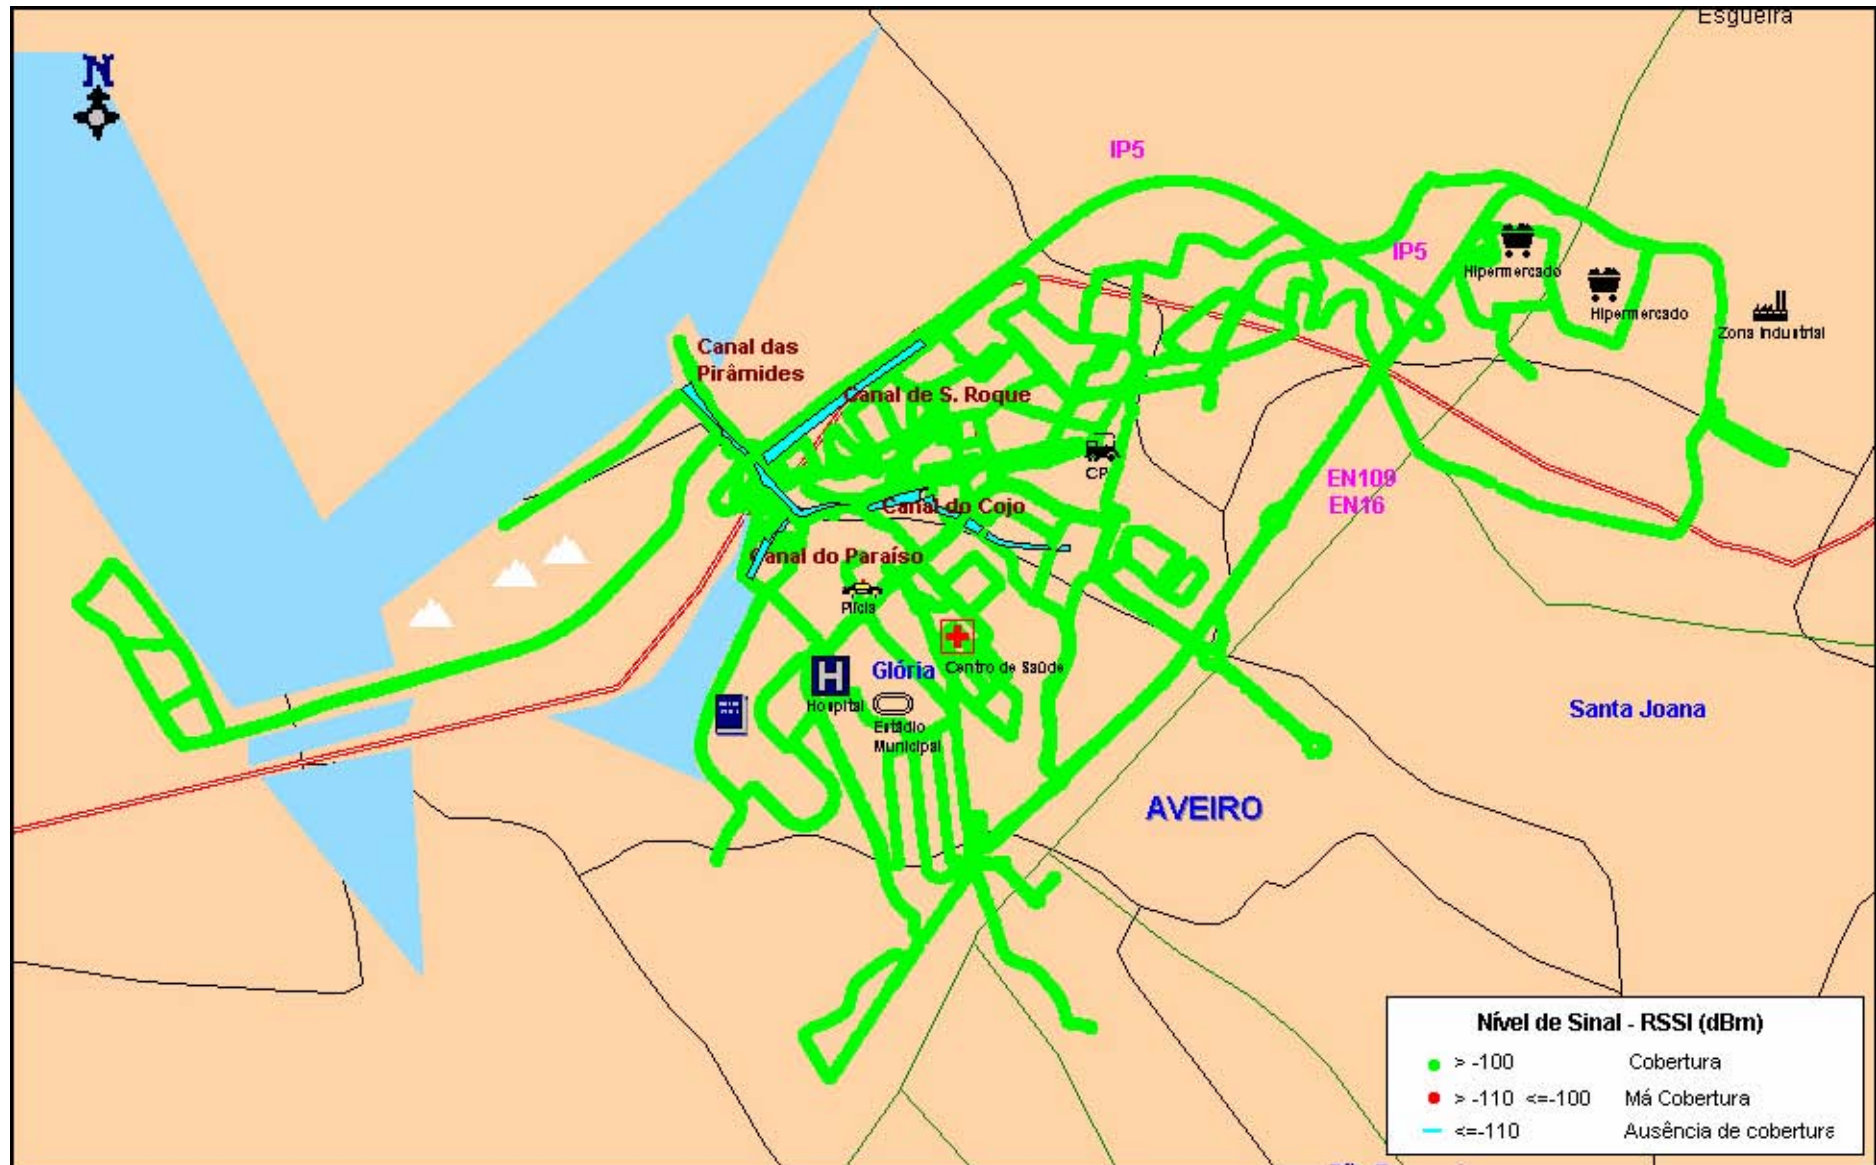 Esgueira
N
IP5
IP5
Hipermercado
Hipermercado
Zona Industrial
Canal das
Pirâmides
Canal de S. Roque
CP
EN109
EN16
Canal do Cojo
Canal do Paraíso
Plícia
Glória
Centro de Saúde
H
Hospital
Estádio
Municipal
Santa Joana
AVEIRO
Nível de Sinal - RSSI (dBm)
> -100 Cobertura
> -110 <=-100 Má Cobertura
<=-110 Ausência de cobertura